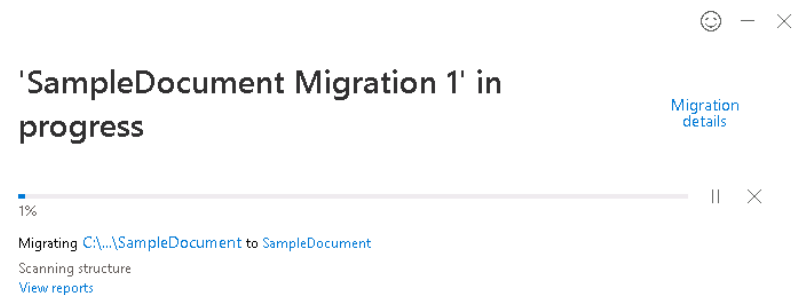 'SampleDocument Migration 1' in
progress
Migration
details
1%
Migrating C:\...\SampleDocument to SampleDocument
Scanning structure
View reports